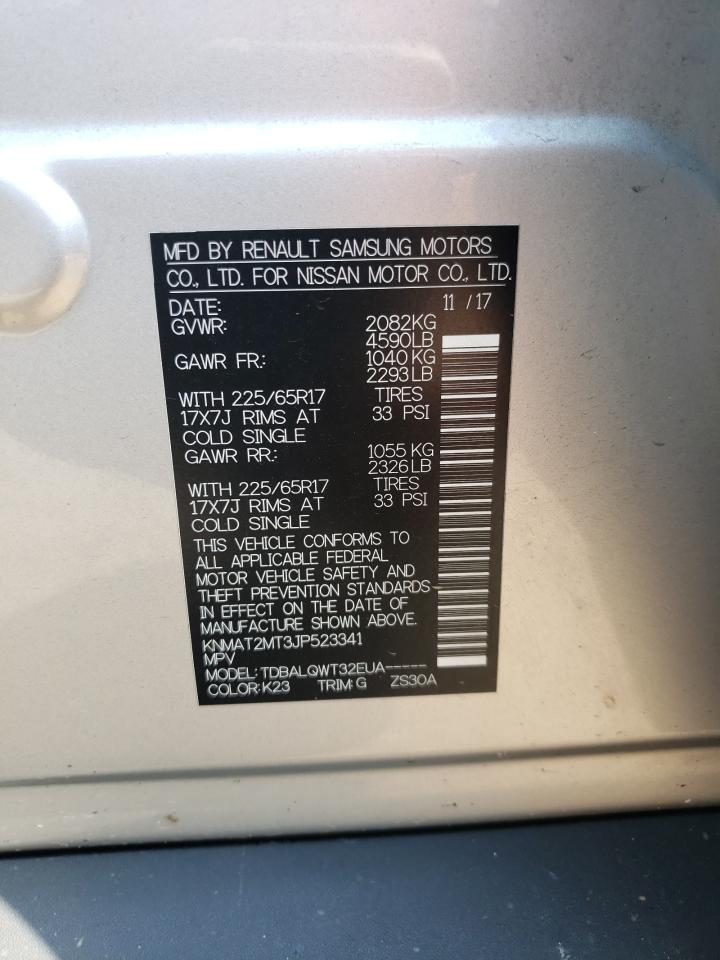 MFD BY RENAULT SAMSUNG MOTORS
CO., LTD. FOR NISSAN MOTOR CO., LTD.
DATE: 11 / 17
GVWR: 2082KG
4590LB
GAWR FR.: 1040KG
2293LB
WITH 225/65R17 TIRES
17X7J RIMS AT 33 PSI
COLD SINGLE
GAWR RR.: 1055KG
2326LB
WITH 225/65R17 TIRES
17X7J RIMS AT 33 PSI
COLD SINGLE
THIS VEHICLE CONFORMS TO
ALL APPLICABLE FEDERAL
MOTOR VEHICLE SAFETY AND
THEFT PREVENTION STANDARDS
IN EFFECT ON THE DATE OF
MANUFACTURE SHOWN ABOVE.
KNMAT2MT3JP523341
MPV
MODEL: TDBALQWT32EUA-----
COLOR: K23 TRIM: G ZS30A